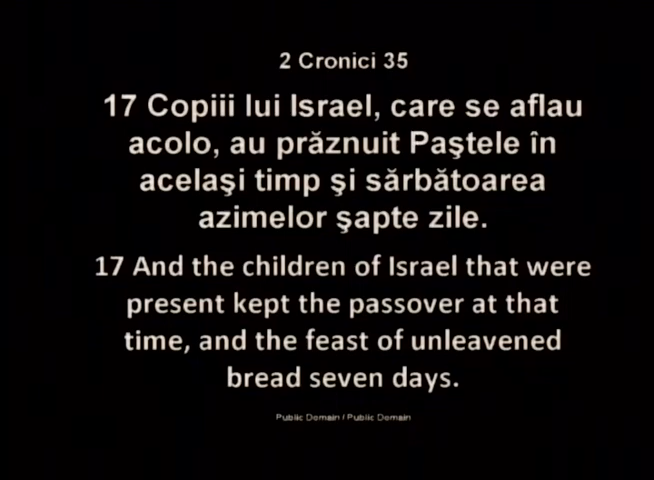 2 Cronici 35
17 Copiii lui Israel, care se aflau
acolo, au prăznuit Paştele în
acelaşi timp şi sărbătoarea
azimelor şapte zile.
17 And the children of Israel that were
present kept the passover at that
time, and the feast of unleavened
bread seven days.
Public Domain / Public Domain